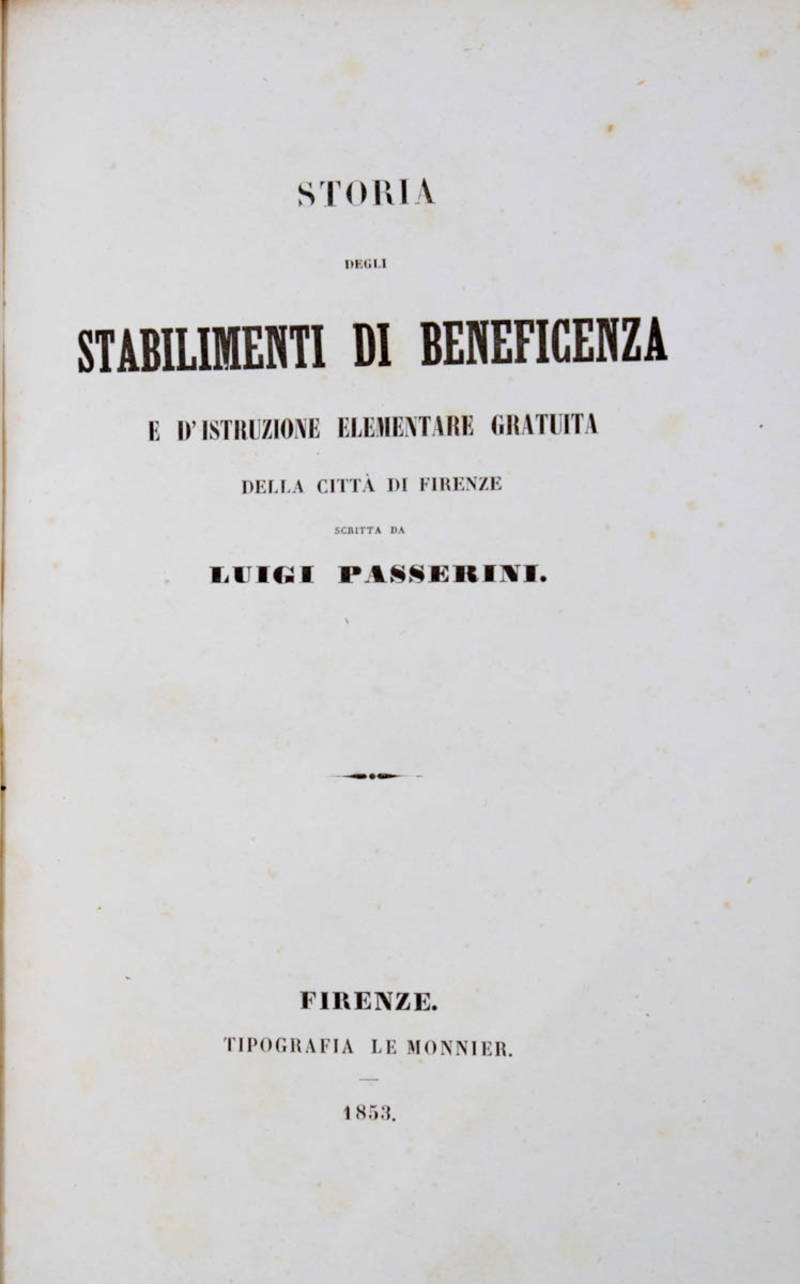 STORIA
DEGLI
STABILIMENTI DI BENEFICENZA
E D'ISTRUZIONE ELEMENTARE GRATUITA
DELLA CITTÀ DI FIRENZE
SCRITTA DA
LUIGI PASSERINI.
FIRENZE.
TIPOGRAFIA LE MONNIER.
1853.